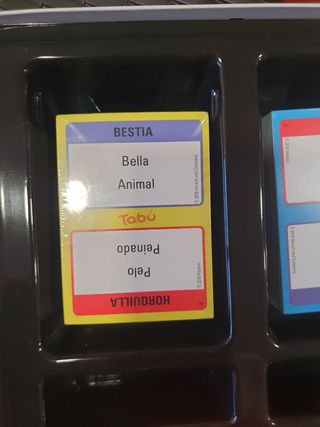 BESTIA
Bella
Animal
Tabú
HORQUILLA
Pelo
Peinado